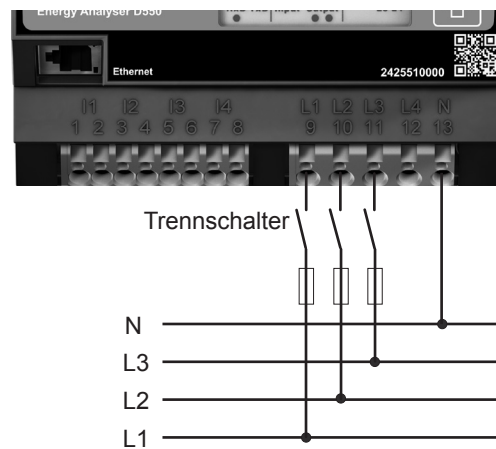 Energy Analyser D550
Ethernet
2425510000
I1 I2 I3 I4 L1 L2 L3 L4 N
1 2 3 4 5 6 7 8 9 10 11 12 13
Trennschalter
N
L3
L2
L1